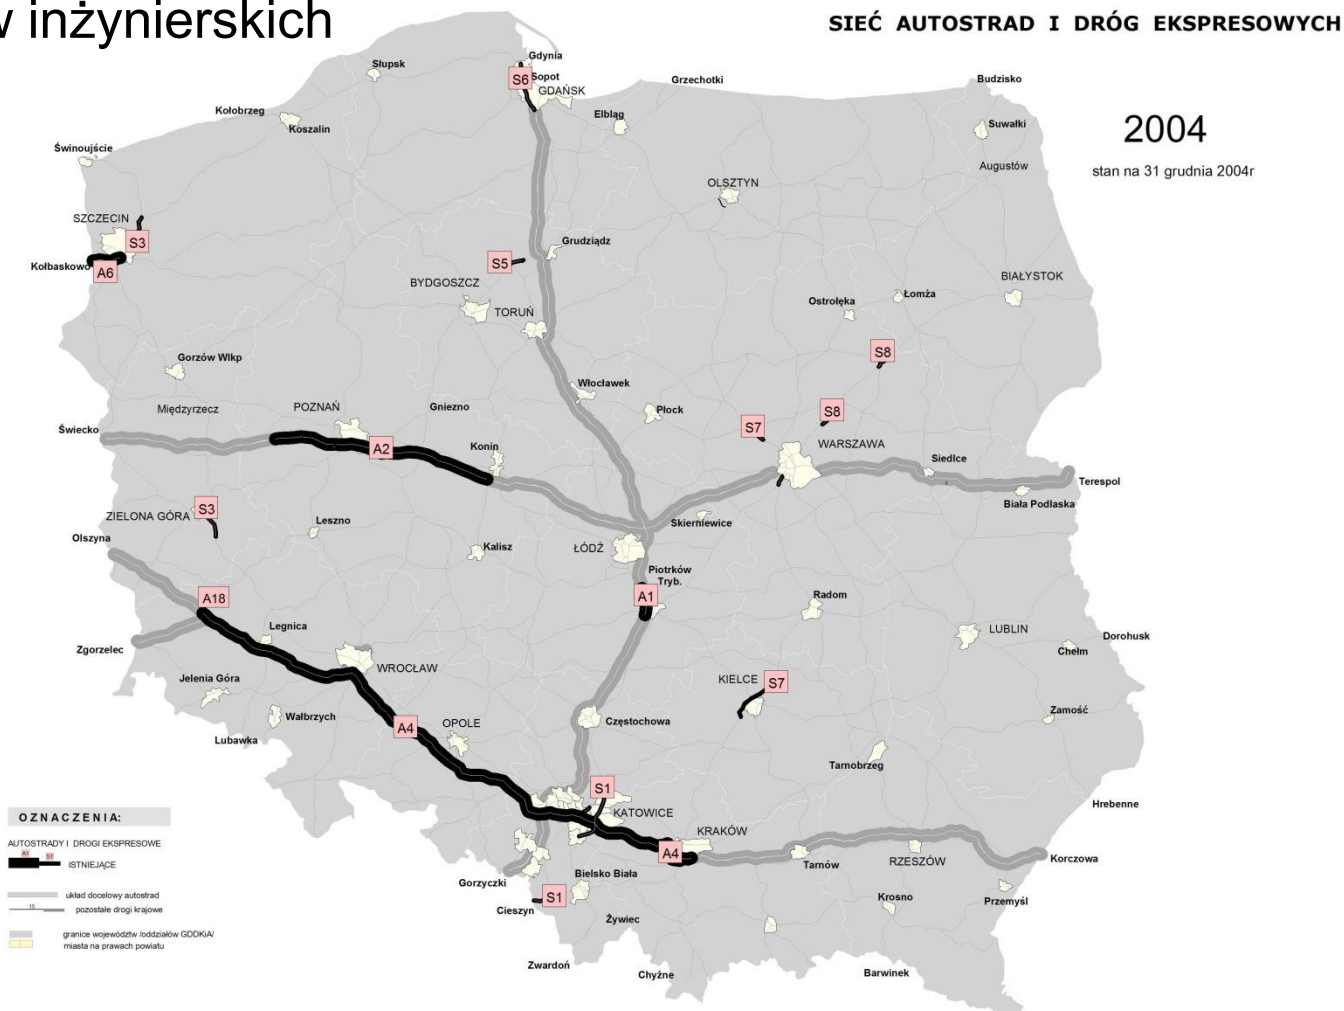 w inżynierskich
SIEĆ AUTOSTRAD I DRÓG EKSPRESOWYCH
2004
stan na 31 grudnia 2004r
Gdynia
S6
Sopot
GDAŃSK
Słupsk
Grzechotki
Budzisko
Kołobrzeg
Koszalin
Elbląg
Suwałki
Świnoujście
Augustów
OLSZTYN
SZCZECIN
S3
Grudziądz
Kołbaskowo
A6
S5
BYDGOSZCZ
BIAŁYSTOK
Ostrołęka
Łomża
TORUŃ
S8
Gorzów Wlkp
Włocławek
Międzyrzecz
POZNAŃ
Gniezno
Płock
S8
S7
Świecko
A2
Konin
WARSZAWA
Siedlce
Terespol
Biała Podlaska
S3
ZIELONA GÓRA
Leszno
Skierniewice
Olszyna
Kalisz
ŁÓDŹ
Piotrków
Tryb.
A1
A18
Radom
Legnica
LUBLIN
Dorohusk
Zgorzelec
Chełm
WROCŁAW
Jelenia Góra
KIELCE
S7
Wałbrzych
A4
OPOLE
Częstochowa
Zamość
Lubawka
Tarnobrzeg
S1
Hrebenne
KATOWICE
KRAKÓW
A4
Tarnów
RZESZÓW
Korczowa
Gorzyczki
Bielsko Biała
S1
Krosno
Przemyśl
Cieszyn
Żywiec
Zwardoń
Chyżne
Barwinek
OZNACZENIA:
AUTOSTRADY I DROGI EKSPRESOWE
A1 S1
ISTNIEJĄCE
układ docelowy autostrad
15
pozostałe drogi krajowe
granice województw /oddziałów GDDKiA/
miasta na prawach powiatu